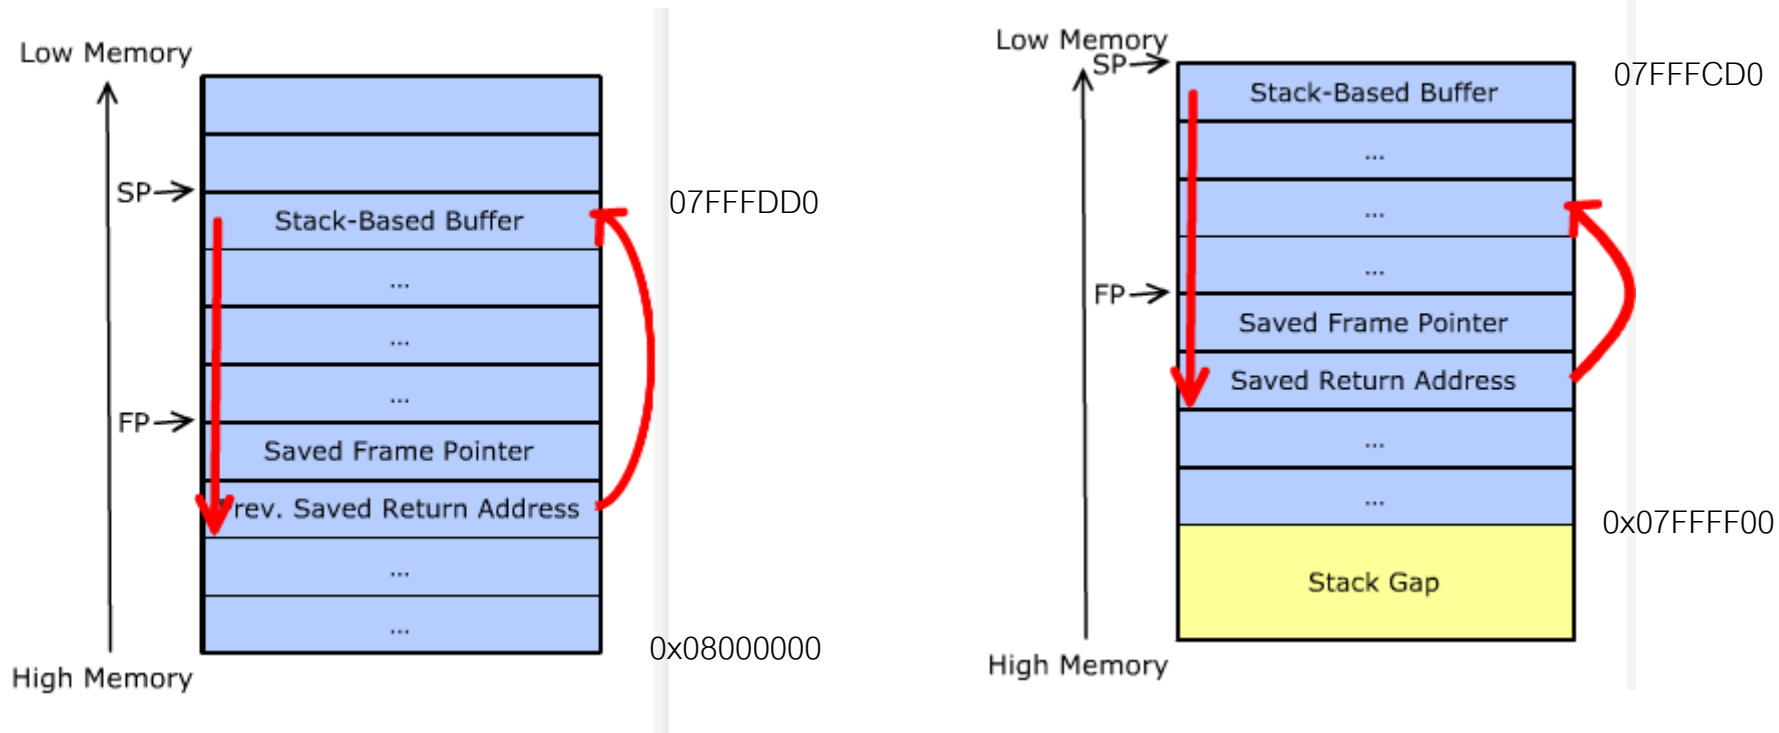 Low Memory
SP
Stack-Based Buffer
07FFFDD0
...
...
...
FP
Saved Frame Pointer
rev. Saved Return Address
...
...
0x08000000
High Memory
Low Memory
SP
Stack-Based Buffer
07FFFCD0
...
...
...
FP
Saved Frame Pointer
Saved Return Address
...
...
0x07FFFF00
Stack Gap
High Memory